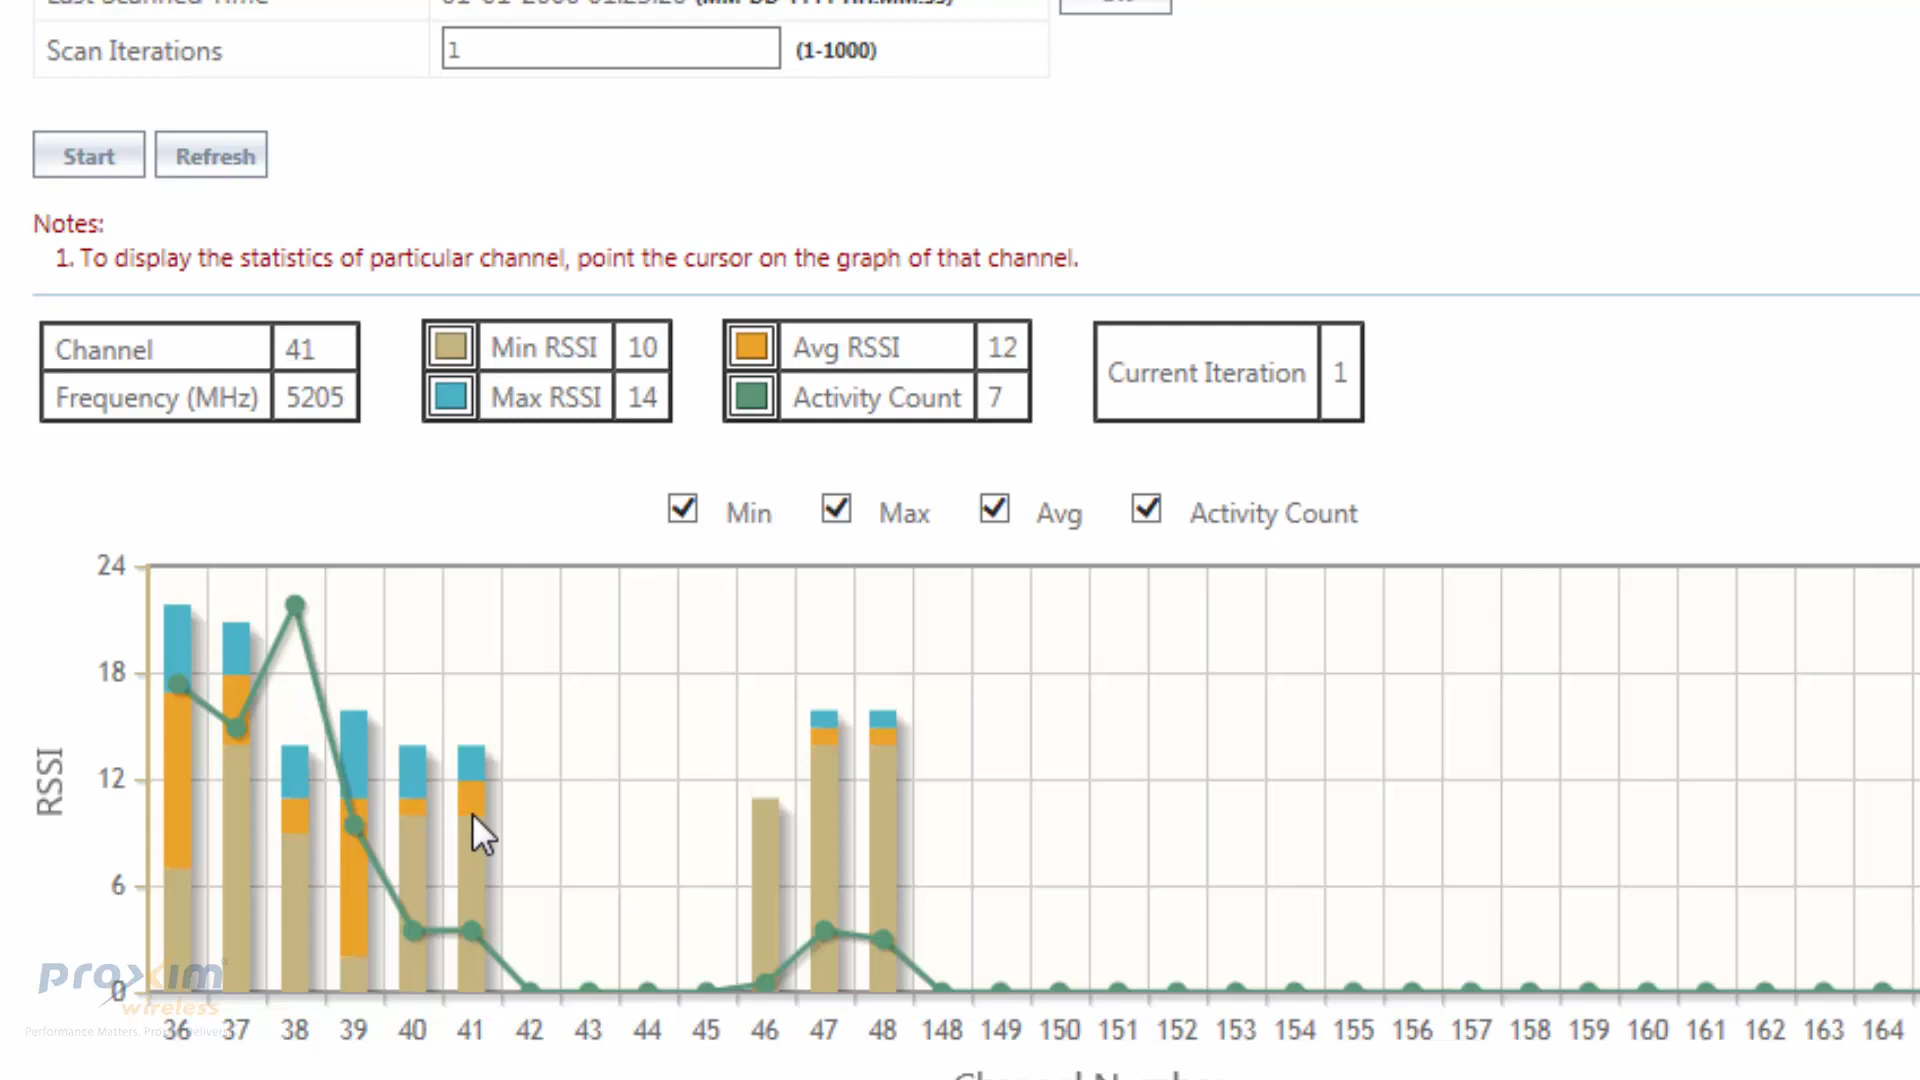 Scan Iterations 1 (1-1000)
Start Refresh
Notes:
1. To display the statistics of particular channel, point the cursor on the graph of that channel.
Channel 41 Min RSSI 10 Avg RSSI 12 Current Iteration 1
Frequency (MHz) 5205 Max RSSI 14 Activity Count 7
Min Max Avg Activity Count
24
18
12
6
0
RSSI
proxim
wireless
Performance Matters.
36 37 38 39 40 41 42 43 44 45 46 47 48 148 149 150 151 152 153 154 155 156 157 158 159 160 161 162 163 164